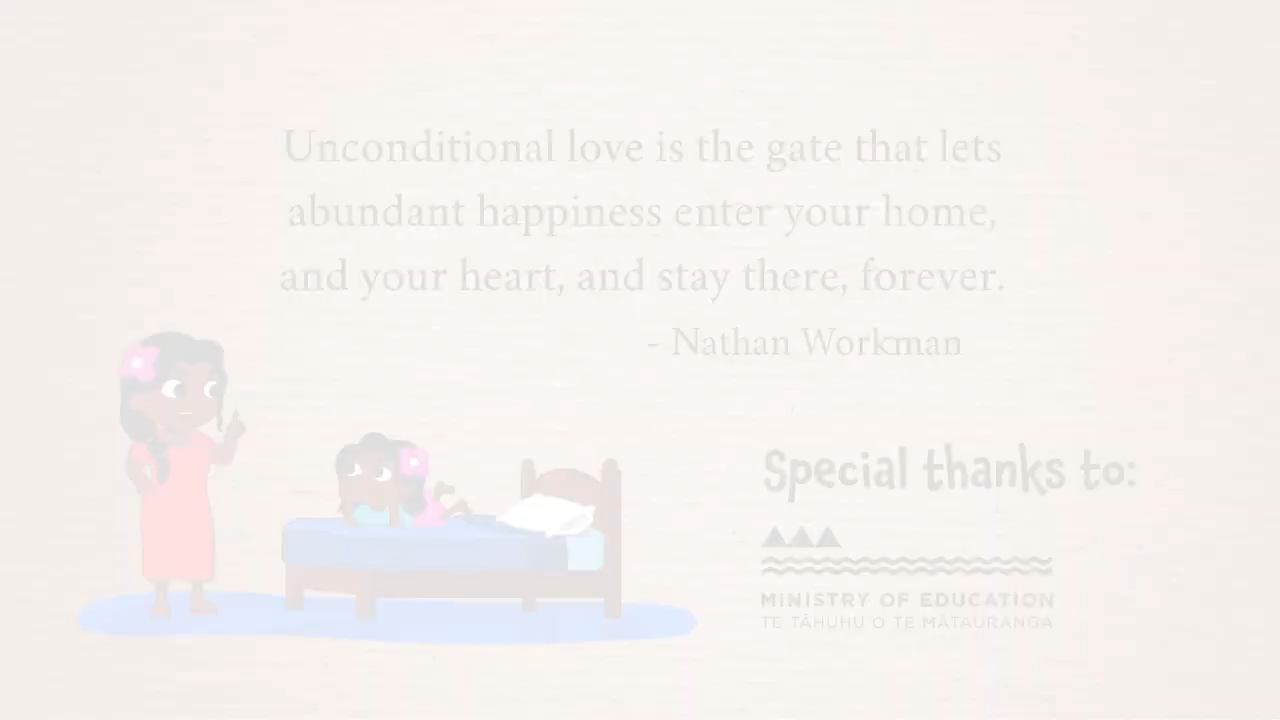 Unconditional love is the gate that lets
abundant happiness enter your home,
and your heart, and stay there, forever.
- Nathan Workman
Special thanks to:
MINISTRY OF EDUCATION
TE TĀHUHU O TE MĀTAURANGA